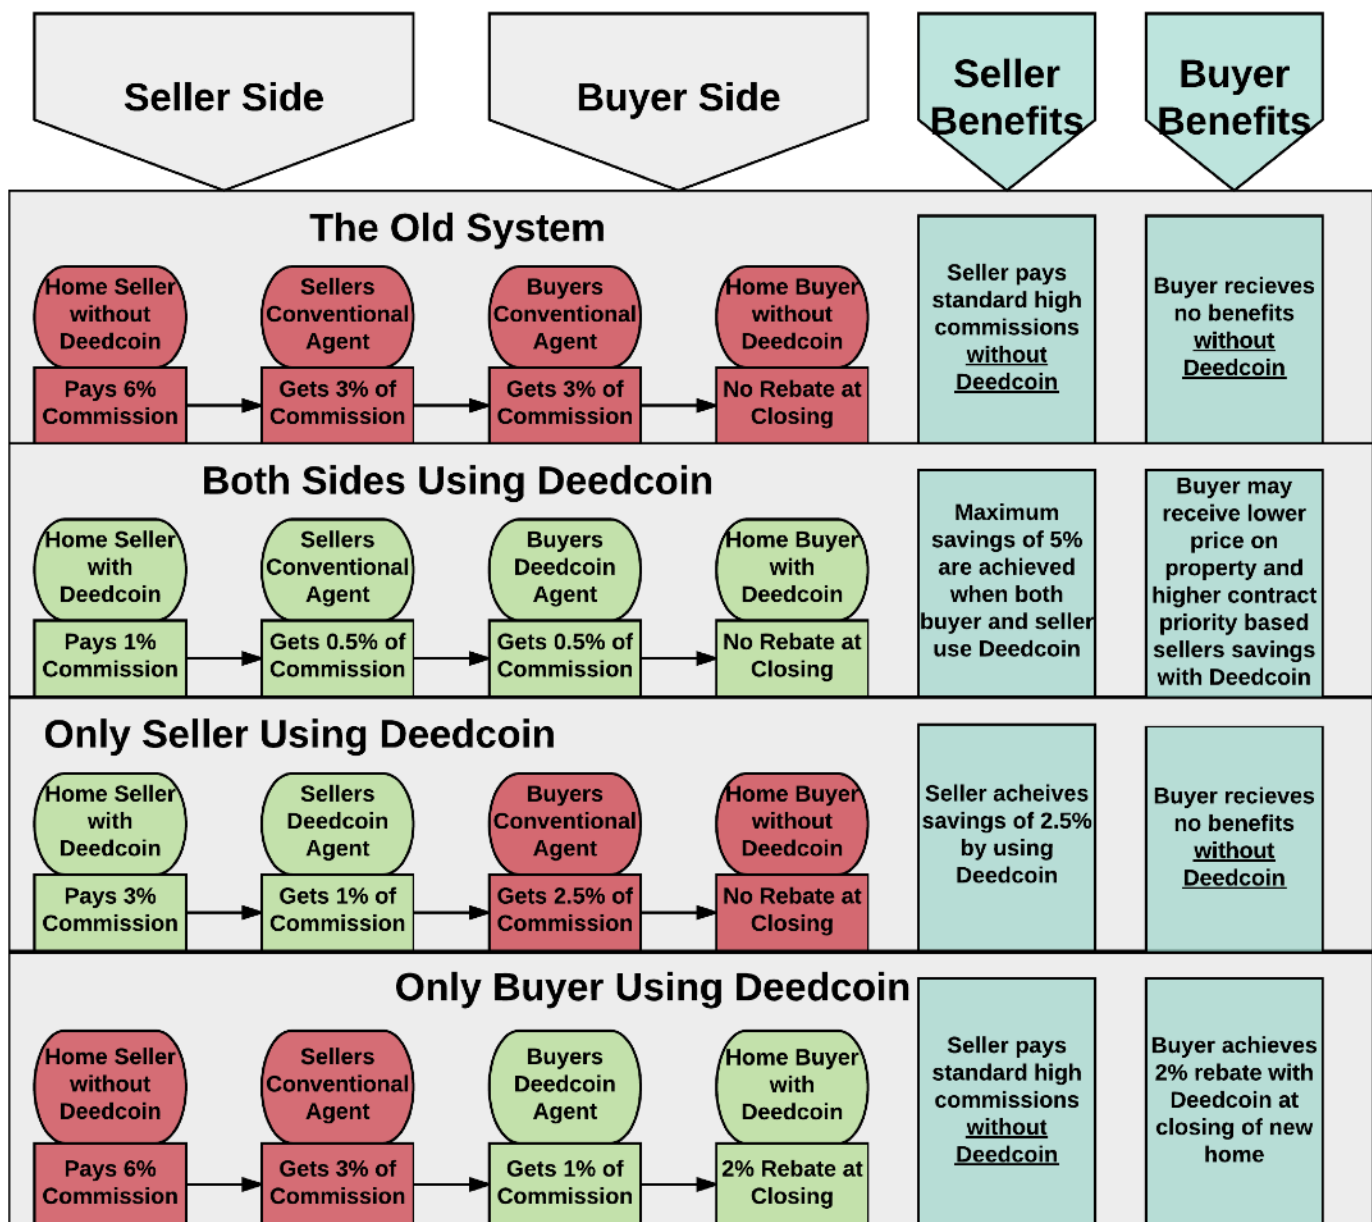 Seller Side
Buyer Side
Seller
Benefits
Buyer
Benefits
The Old System
Home Seller
without
Deedcoin
Pays 6%
Commission
Sellers
Conventional
Agent
Gets 3% of
Commission
Buyers
Conventional
Agent
Gets 3% of
Commission
Home Buyer
without
Deedcoin
No Rebate at
Closing
Seller pays
standard high
commissions
without
Deedcoin
Buyer recieves
no benefits
without
Deedcoin
Both Sides Using Deedcoin
Home Seller
with
Deedcoin
Pays 1%
Commission
Sellers
Conventional
Agent
Gets 0.5% of
Commission
Buyers
Deedcoin
Agent
Gets 0.5% of
Commission
Home Buyer
with
Deedcoin
No Rebate at
Closing
Maximum
savings of 5%
are achieved
when both
buyer and seller
use Deedcoin
Buyer may
receive lower
price on
property and
higher contract
priority based
sellers savings
with Deedcoin
Only Seller Using Deedcoin
Home Seller
with
Deedcoin
Pays 3%
Commission
Sellers
Deedcoin
Agent
Gets 1% of
Commission
Buyers
Conventional
Agent
Gets 2.5% of
Commission
Home Buyer
without
Deedcoin
No Rebate at
Closing
Seller acheives
savings of 2.5%
by using
Deedcoin
Buyer recieves
no benefits
without
Deedcoin
Only Buyer Using Deedcoin
Home Seller
without
Deedcoin
Pays 6%
Commission
Sellers
Conventional
Agent
Gets 3% of
Commission
Buyers
Deedcoin
Agent
Gets 1% of
Commission
Home Buyer
with
Deedcoin
2% Rebate at
Closing
Seller pays
standard high
commissions
without
Deedcoin
Buyer achieves
2% rebate with
Deedcoin at
closing of new
home